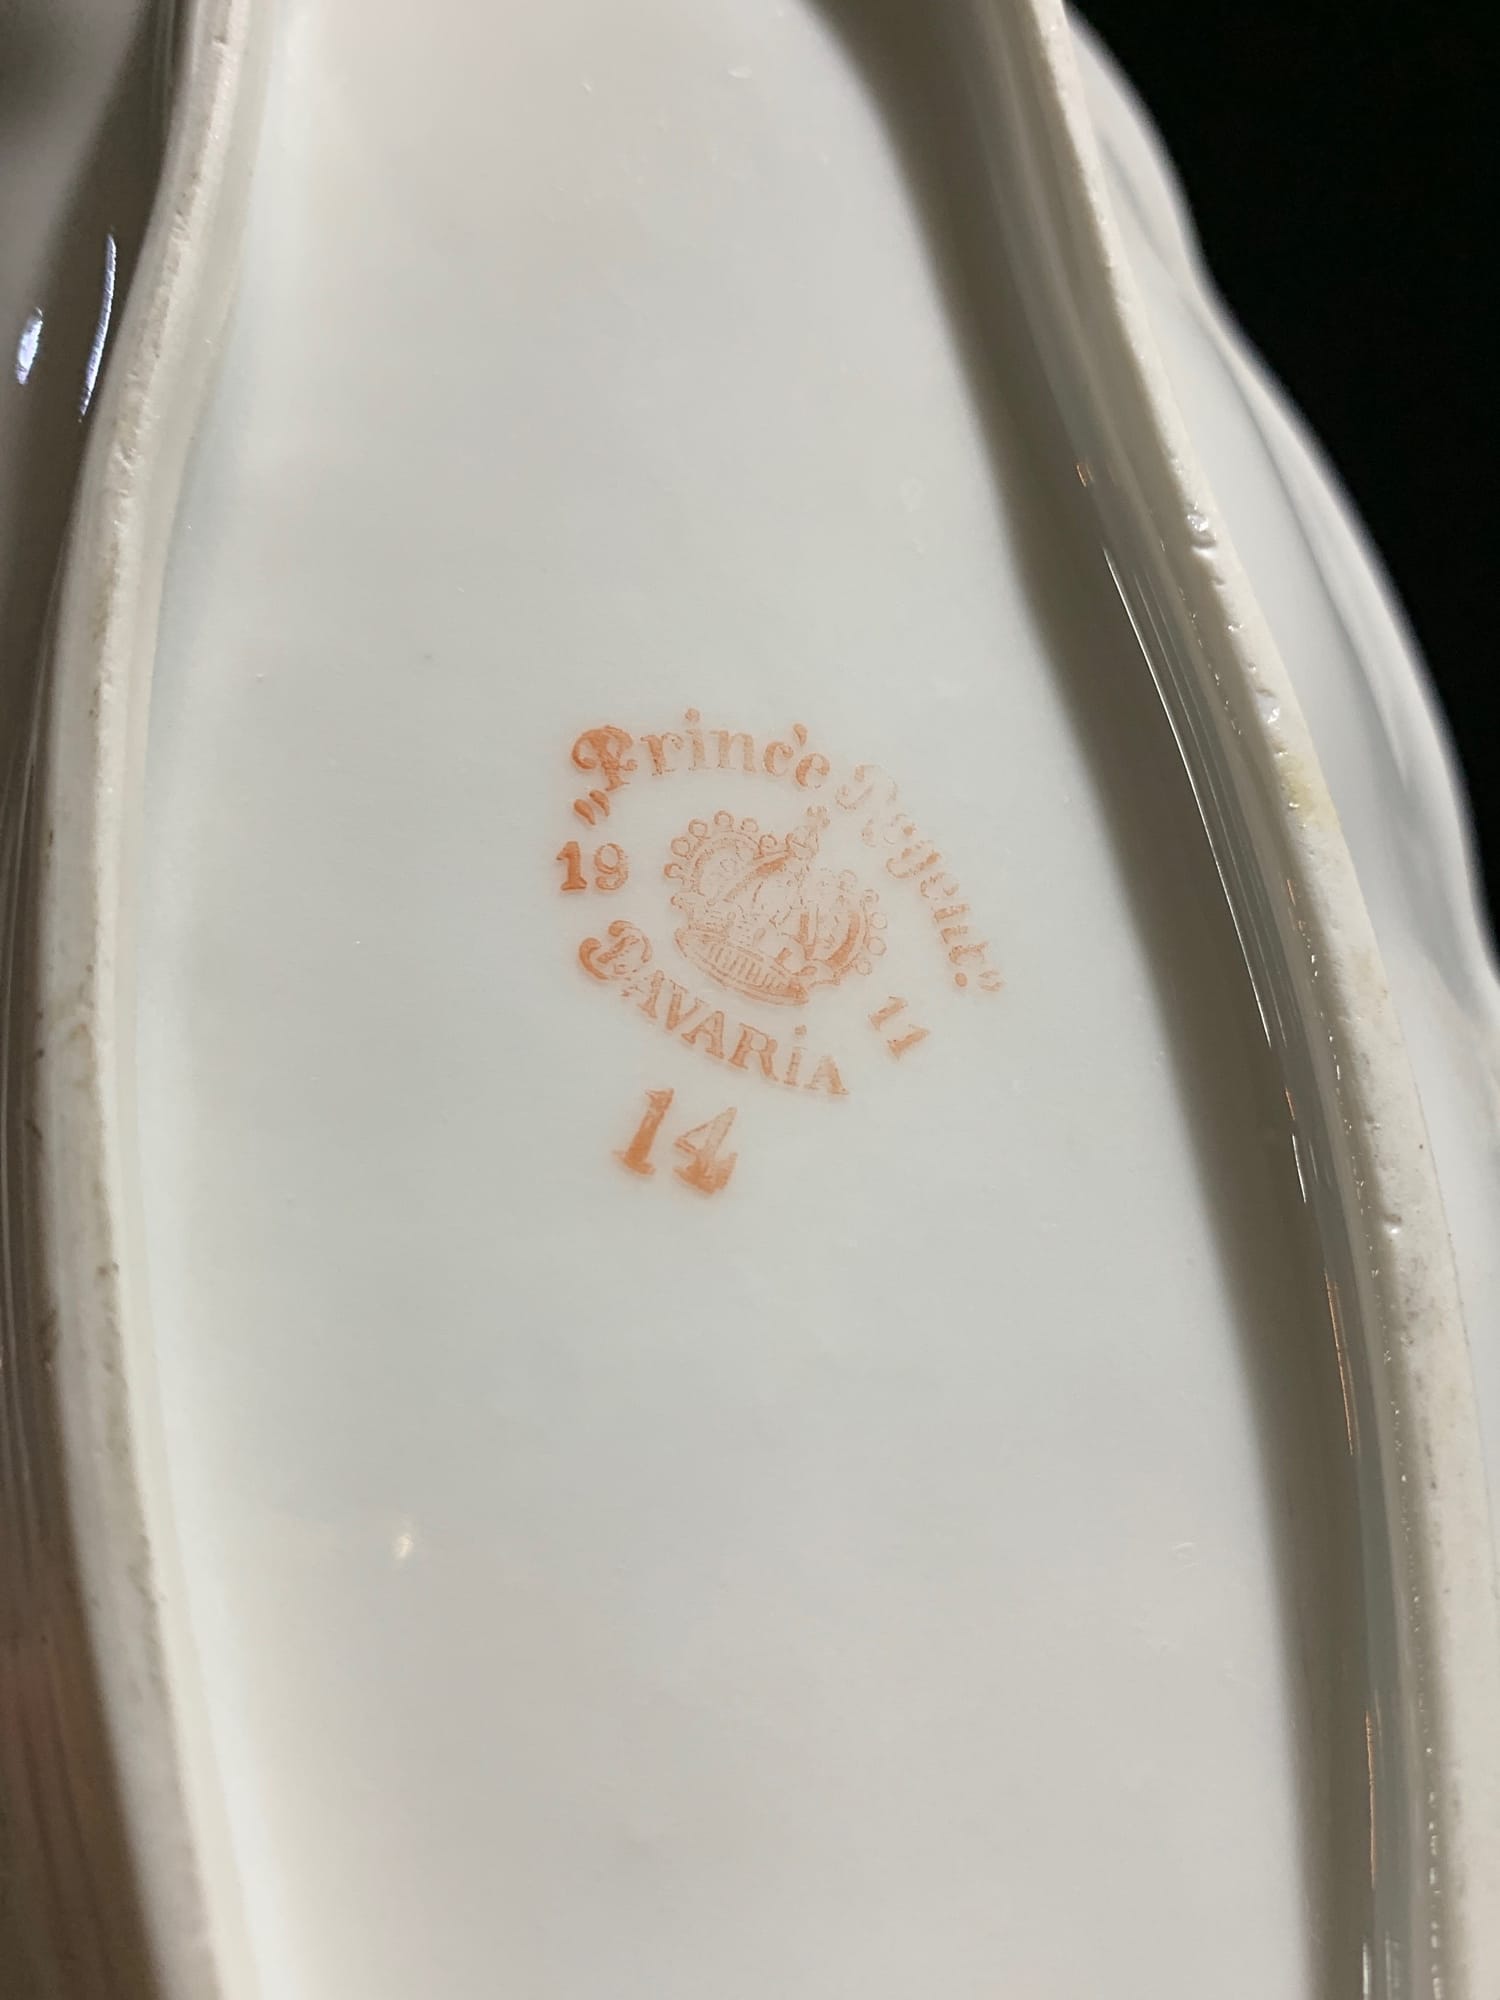 „Prince Regent."
19 11
BAVARIA
14